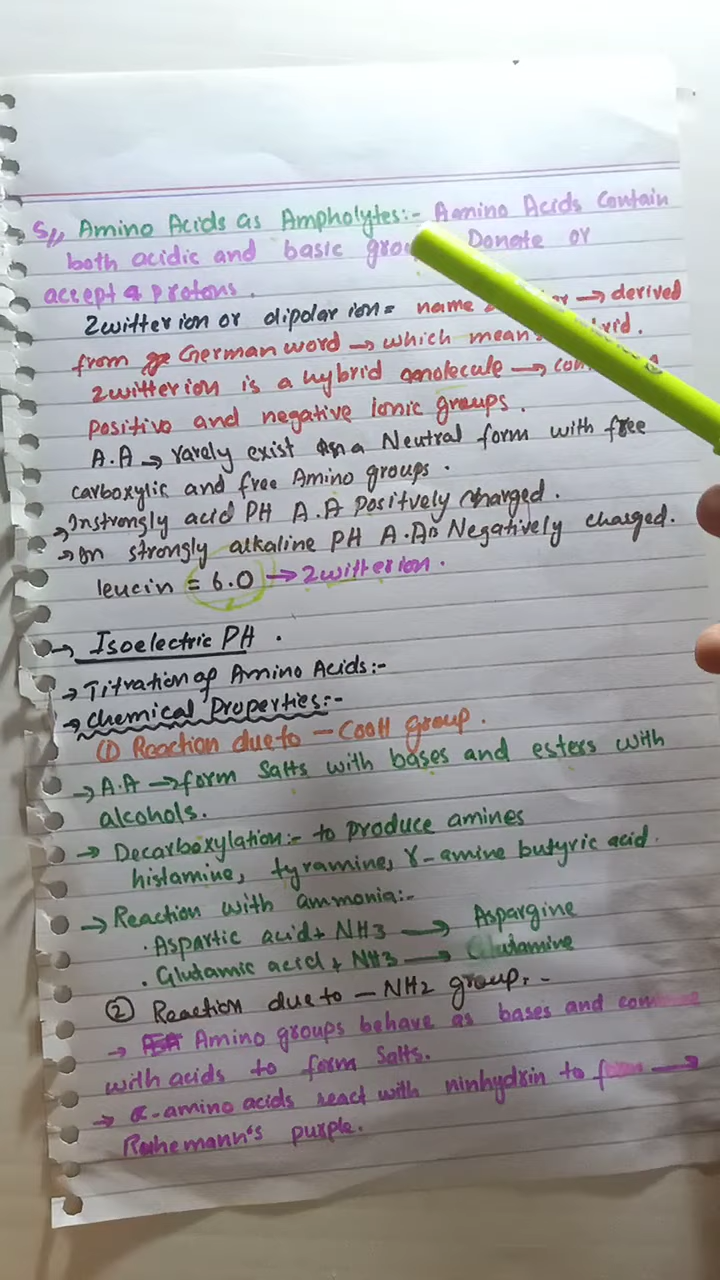 5,, Amino Acids as Ampholytes:- Amino Acids Contain
both acidic and basic Donate or
accept a protons.
Zwitterion or dipolar ion = name → derived
from German word → which
Zwitterion is a hybrid molecule →
positive and negative ionic groups.
A.A → rarely exist in a Neutral form with free
carboxylic and free Amino groups.
→ Instrongly acid PH A.A Positvely charged.
→ In strongly alkaline PH A.As Negatively charged.
leucin = 6.0 → Zwitterion.
→ Isoelectric PH.
→ Titration of Amino Acids:-
→ Chemical Properties:-
(1) Reaction due to - COOH group.
→ A.A → form Salts with bases and esters with
alcohols.
→ Decarboxylation:- to produce amines
histamine, tyramine, γ-amine butyric acid.
→ Reaction with ammonia:-
. Aspartic acid + NH3 → Aspargine
. Glutamic acid + NH3 → Glutamine
② Reaction due to - NH2 group:-
→ Amino groups behave as bases and combine
with acids to form Salts.
→ α-amino acids react with ninhydrin to form →
Ruhemann's purple.